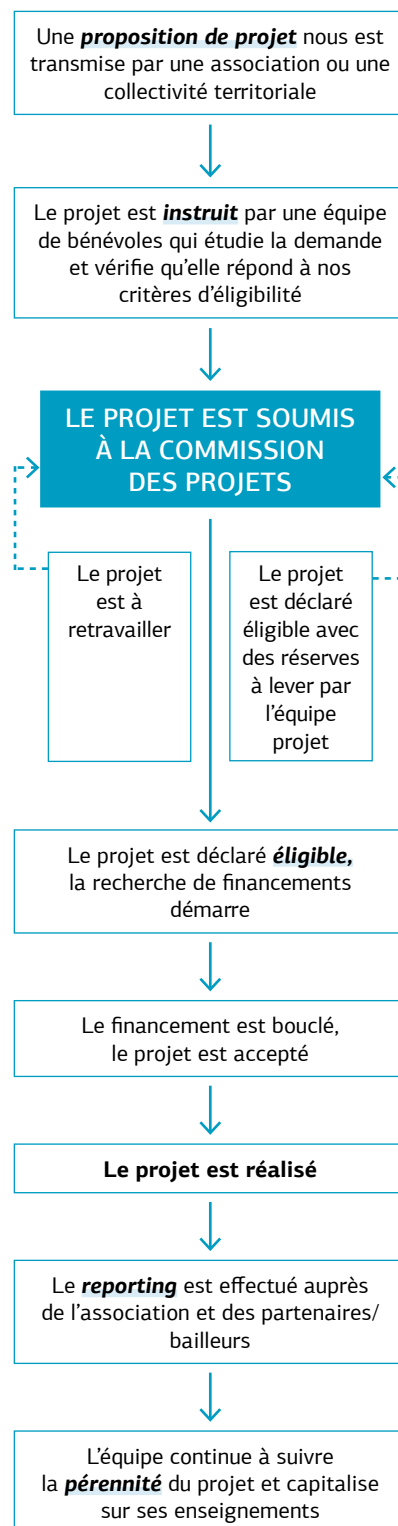 Une proposition de projet nous est
transmise par une association ou une
collectivité territoriale
Le projet est instruit par une équipe
de bénévoles qui étudie la demande
et vérifie qu'elle répond à nos
critères d'éligibilité
LE PROJET EST SOUMIS
À LA COMMISSION
DES PROJETS
Le projet
est à
retravailler
Le projet
est déclaré
éligible avec
des réserves
à lever par
l'équipe
projet
Le projet est déclaré éligible,
la recherche de financements
démarre
Le financement est bouclé,
le projet est accepté
Le projet est réalisé
Le reporting est effectué auprès
de l'association et des partenaires/
bailleurs
L'équipe continue à suivre
la pérennité du projet et capitalise
sur ses enseignements